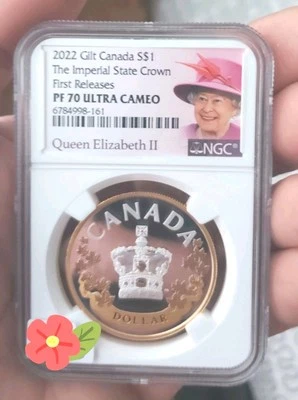 2022 Gilt Canada S$1
The Imperial State Crown
First Releases
PF 70 ULTRA CAMEO
6784998-161
Queen Elizabeth II
NGC®
CANADA
DOLLAR